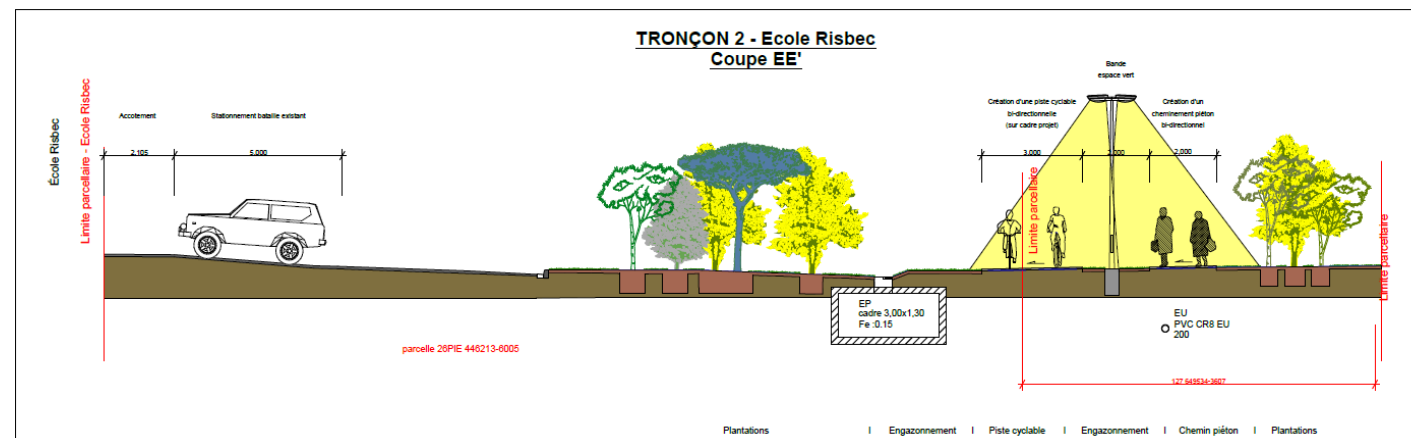 TRONÇON 2 - Ecole Risbec
Coupe EE'
École Risbec
Limite parcellaire - Ecole Risbec
Accotement
2.105
Stationnement bataille existant
5.000
Création d'une piste cyclable
bi-directionnelle
(sur cadre projet)
3.000
Bande
espace vert
2.000
Création d'un
cheminement piéton
bi-directionnel
2,000
Limite parcellaire
Limite parcellaire
EP
cadre 3,00x1,30
Fe :0.15
EU
PVC CR8 EU
200
parcelle 26PIE 446213-6005
127 649534-3607
Plantations | Engazonnement | Piste cyclable | Engazonnement | Chemin piéton | Plantations